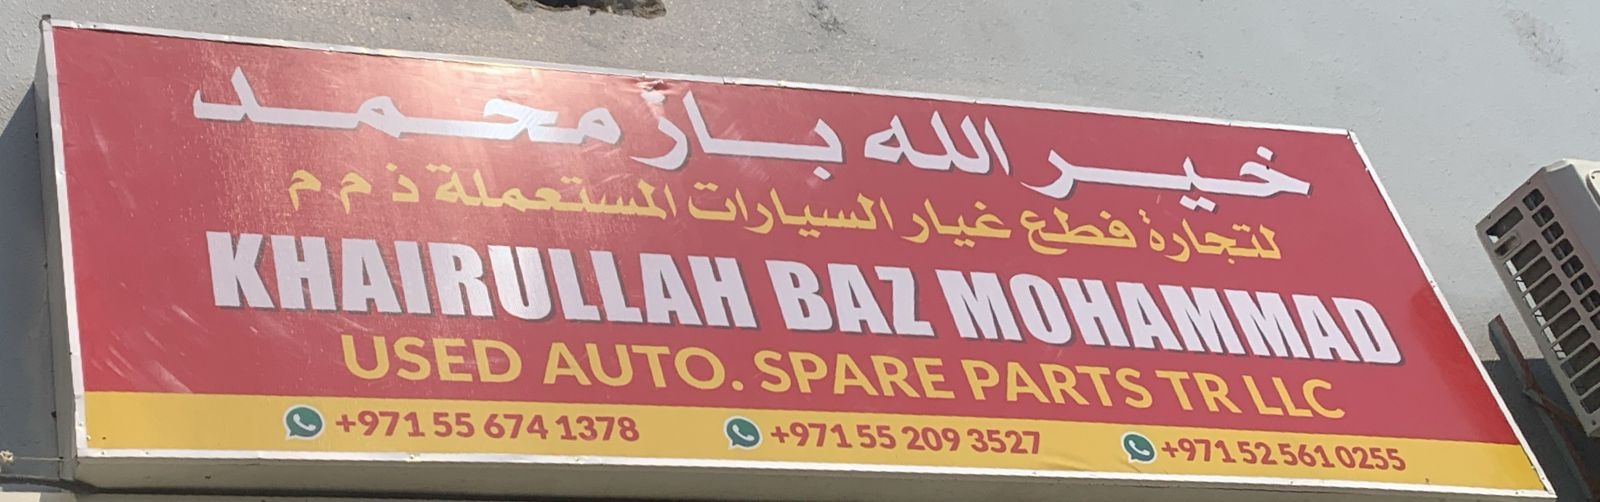 خير الله باز محمد
لتجارة قطع غيار السيارات المستعملة ذ م م
KHAIRULLAH BAZ MOHAMMAD
USED AUTO. SPARE PARTS TR LLC
+971 55 674 1378 +971 55 209 3527 +971 52 561 0255